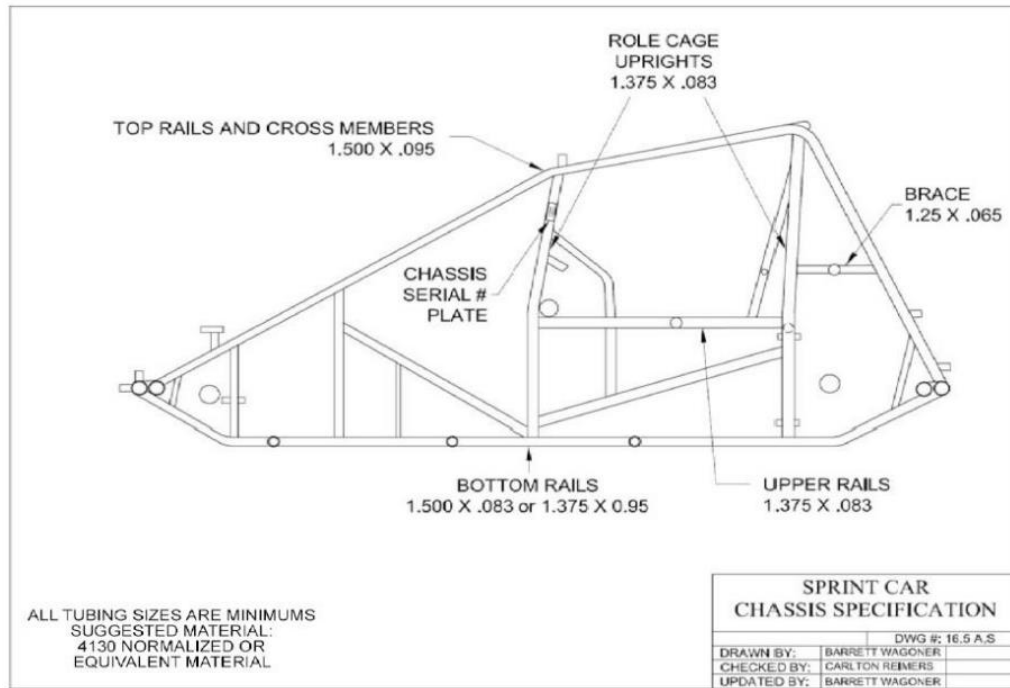 ROLE CAGE
UPRIGHTS
1.375 X .083
TOP RAILS AND CROSS MEMBERS
1.500 X .095
BRACE
1.25 X .065
CHASSIS
SERIAL #
PLATE
BOTTOM RAILS
1.500 X .083 or 1.375 X 0.95
UPPER RAILS
1.375 X .083
ALL TUBING SIZES ARE MINIMUMS
SUGGESTED MATERIAL:
4130 NORMALIZED OR
EQUIVALENT MATERIAL
SPRINT CAR
CHASSIS SPECIFICATION
DWG #: 16.5 A.S
DRAWN BY: BARRETT WAGONER
CHECKED BY: CARLTON REIMERS
UPDATED BY: BARRETT WAGONER